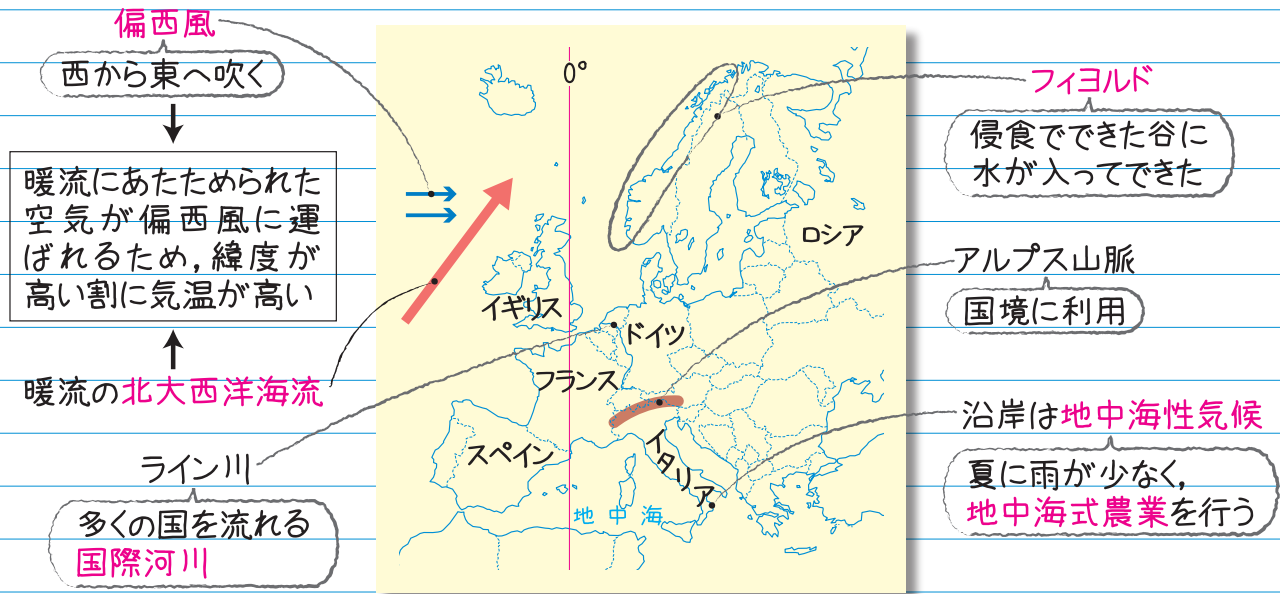 偏西風
西から東へ吹く
暖流にあたためられた
空気が偏西風に運
ばれるため，緯度が
高い割に気温が高い
暖流の北大西洋海流
ライン川
多くの国を流れる
国際河川
0°
ロシア
イギリス
ドイツ
フランス
スペイン
イタリア
地中海
フィヨルド
侵食でできた谷に
水が入ってできた
アルプス山脈
国境に利用
沿岸は地中海性気候
夏に雨が少なく，
地中海式農業を行う